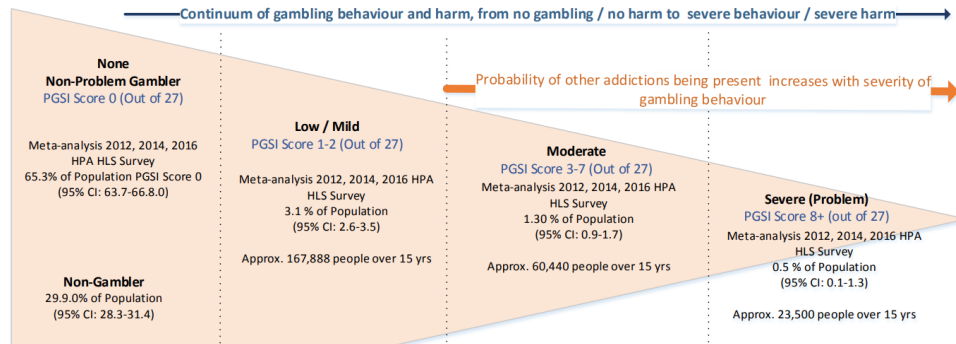 Continuum of gambling behaviour and harm, from no gambling / no harm to severe behaviour / severe harm
None
Non-Problem Gambler
PGSI Score 0 (Out of 27)
Meta-analysis 2012, 2014, 2016
HPA HLS Survey
65.3% of Population PGSI Score 0
(95% CI: 63.7-66.8.0)
Non-Gambler
29.9.0% of Population
(95% CI: 28.3-31.4)
Probability of other addictions being present increases with severity of
gambling behaviour
Low / Mild
PGSI Score 1-2 (Out of 27)
Meta-analysis 2012, 2014, 2016 HPA
HLS Survey
3.1 % of Population
(95% CI: 2.6-3.5)
Approx. 167,888 people over 15 yrs
Moderate
PGSI Score 3-7 (Out of 27)
Meta-analysis 2012, 2014, 2016 HPA
HLS Survey
1.30 % of Population
(95% CI: 0.9-1.7)
Approx. 60,440 people over 15 yrs
Severe (Problem)
PGSI Score 8+ (out of 27)
Meta-analysis 2012, 2014, 2016 HPA
HLS Survey
0.5 % of Population
(95% CI: 0.1-1.3)
Approx. 23,500 people over 15 yrs